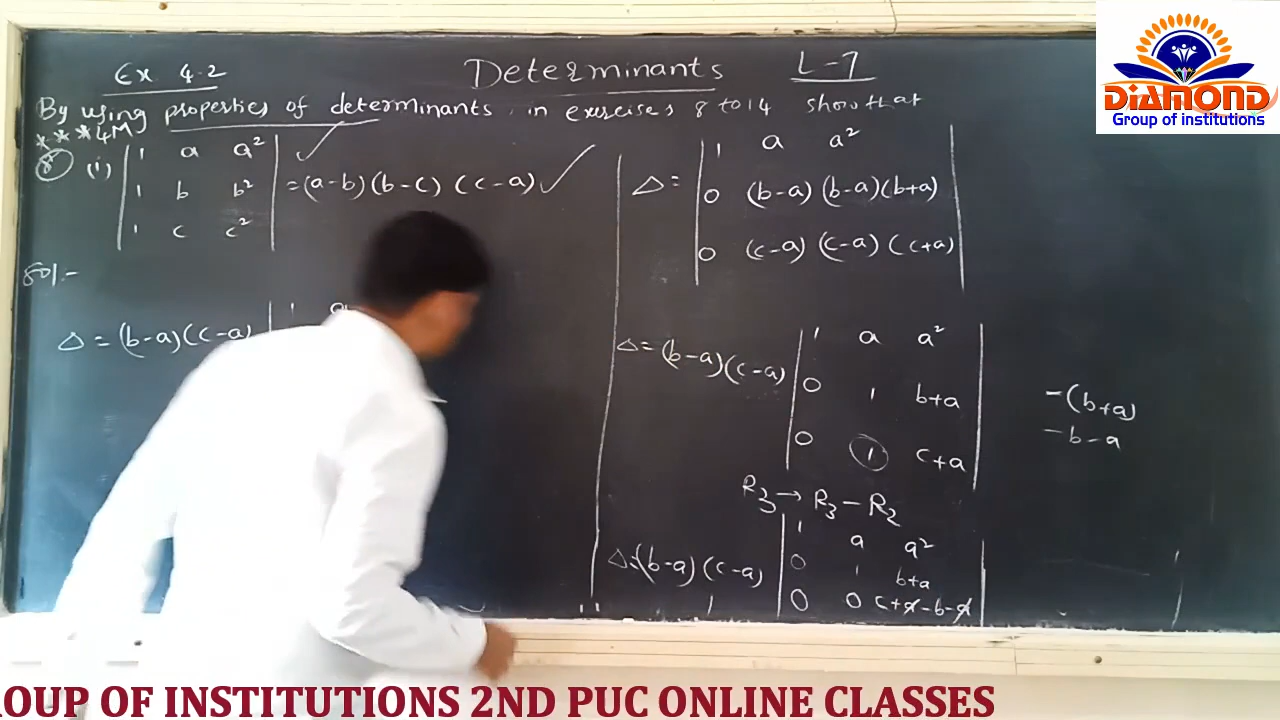 Ex 4.2
Determinants L-7
By using properties of determinants, in exercises 8 to 14 show that
***4M
8 (i) | 1 a a² |
| 1 b b² | = (a-b)(b-c)(c-a)
| 1 c c² |
Sol:-
Δ = (b-a)(c-a) | 1 a
| 1 a a² |
Δ = | 0 (b-a) (b-a)(b+a) |
| 0 (c-a) (c-a)(c+a) |
| 1 a a² |
Δ = (b-a)(c-a) | 0 1 b+a |
| 0 1 c+a |
-(b+a)
-b-a
R₃ → R₃ - R₂
| 1 a a² |
Δ = (b-a)(c-a) | 0 1 b+a |
| 0 0 c+a-b-a |
DIAMOND
Group of institutions
OUP OF INSTITUTIONS 2ND PUC ONLINE CLASSES